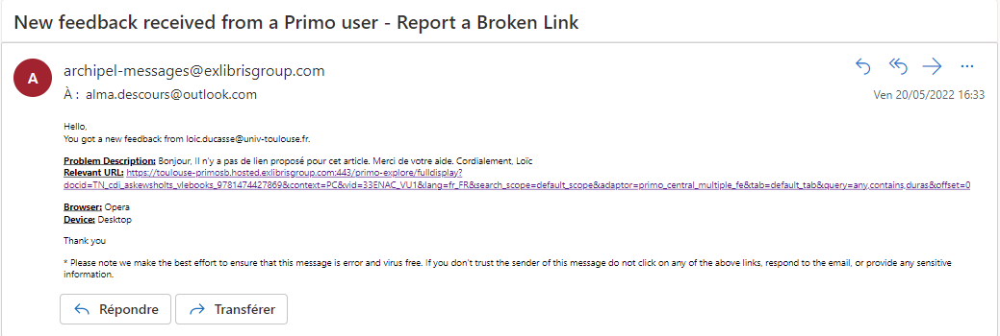 New feedback received from a Primo user - Report a Broken Link
A
archipel-messages@exlibrisgroup.com
À : alma.descours@outlook.com
Ven 20/05/2022 16:33
Hello,
You got a new feedback from loic.ducasse@univ-toulouse.fr.
Problem Description: Bonjour, Il n'y a pas de lien proposé pour cet article. Merci de votre aide. Cordialement, Loïc
Relevant URL: https://toulouse-primosb.hosted.exlibrisgroup.com:443/primo-explore/fulldisplay?
docid=TN_cdi_askewsholts_vlebooks_9781474427869&context=PC&vid=33ENAC_VU1&lang=fr_FR&search_scope=default_scope&adaptor=primo_central_multiple_fe&tab=default_tab&query=any,contains,duras&offset=0
Browser: Opera
Device: Desktop
Thank you
* Please note we make the best effort to ensure that this message is error and virus free. If you don't trust the sender of this message do not click on any of the above links, respond to the email, or provide any sensitive
information.
Répondre
Transférer